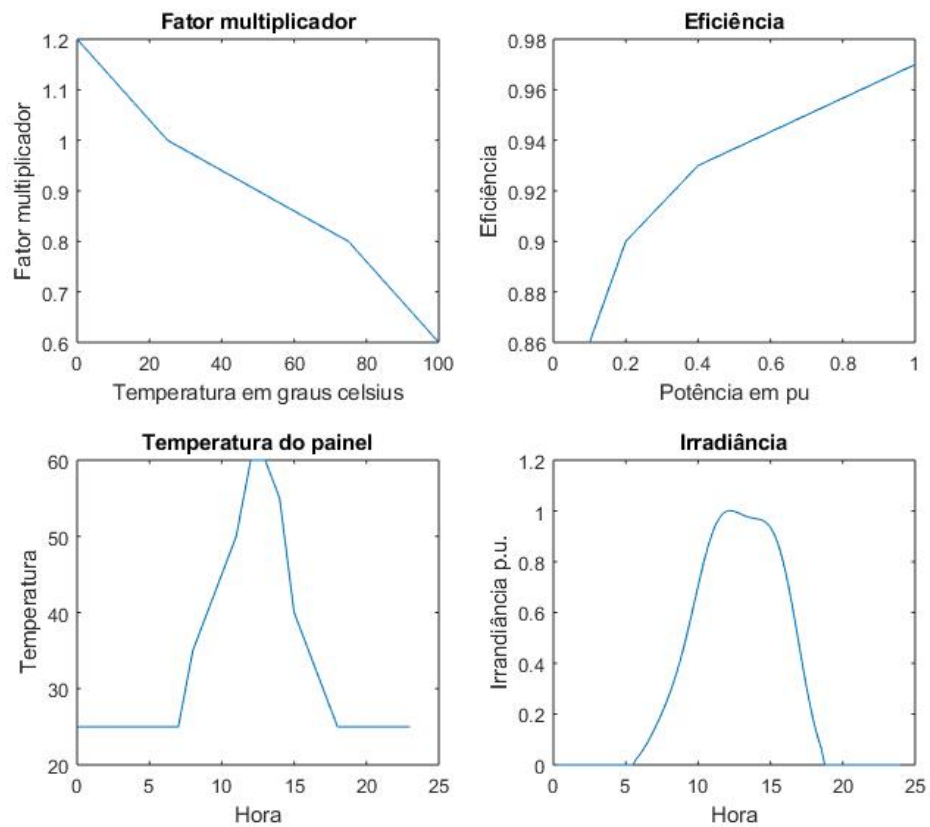 Fator multiplicador
1.2
1.1
1
0.9
0.8
0.7
0.6
Fator multiplicador
0 20 40 60 80 100
Temperatura em graus celsius
Eficiência
0.98
0.96
0.94
0.92
0.9
0.88
0.86
Eficiência
0 0.2 0.4 0.6 0.8 1
Potência em pu
Temperatura do painel
60
50
40
30
20
Temperatura
0 5 10 15 20 25
Hora
Irradiância
1.2
1
0.8
0.6
0.4
0.2
0
Irrandiância p.u.
0 5 10 15 20 25
Hora